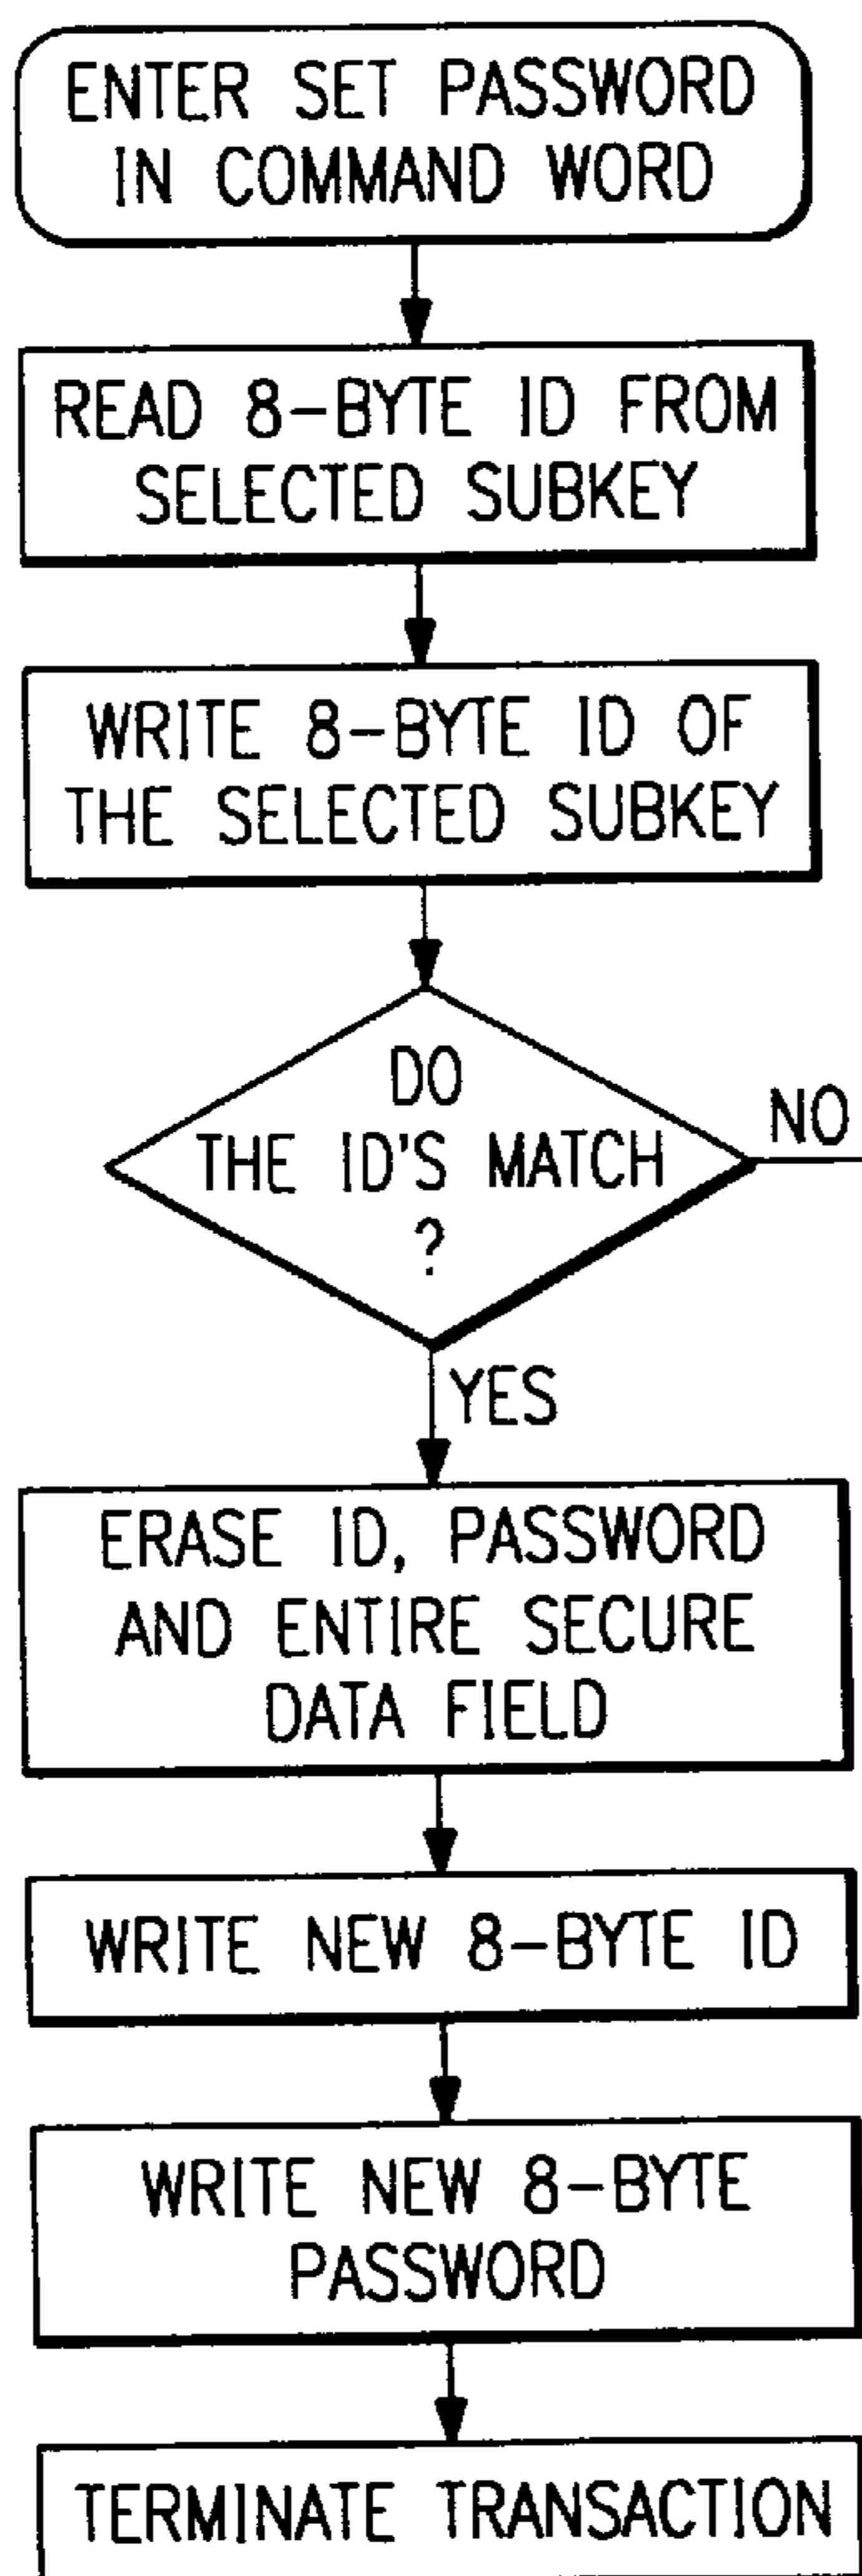 ENTER SET PASSWORD
IN COMMAND WORD
READ 8-BYTE ID FROM
SELECTED SUBKEY
WRITE 8-BYTE ID OF
THE SELECTED SUBKEY
DO
THE ID'S MATCH
?
NO
YES
ERASE ID, PASSWORD
AND ENTIRE SECURE
DATA FIELD
WRITE NEW 8-BYTE ID
WRITE NEW 8-BYTE
PASSWORD
TERMINATE TRANSACTION